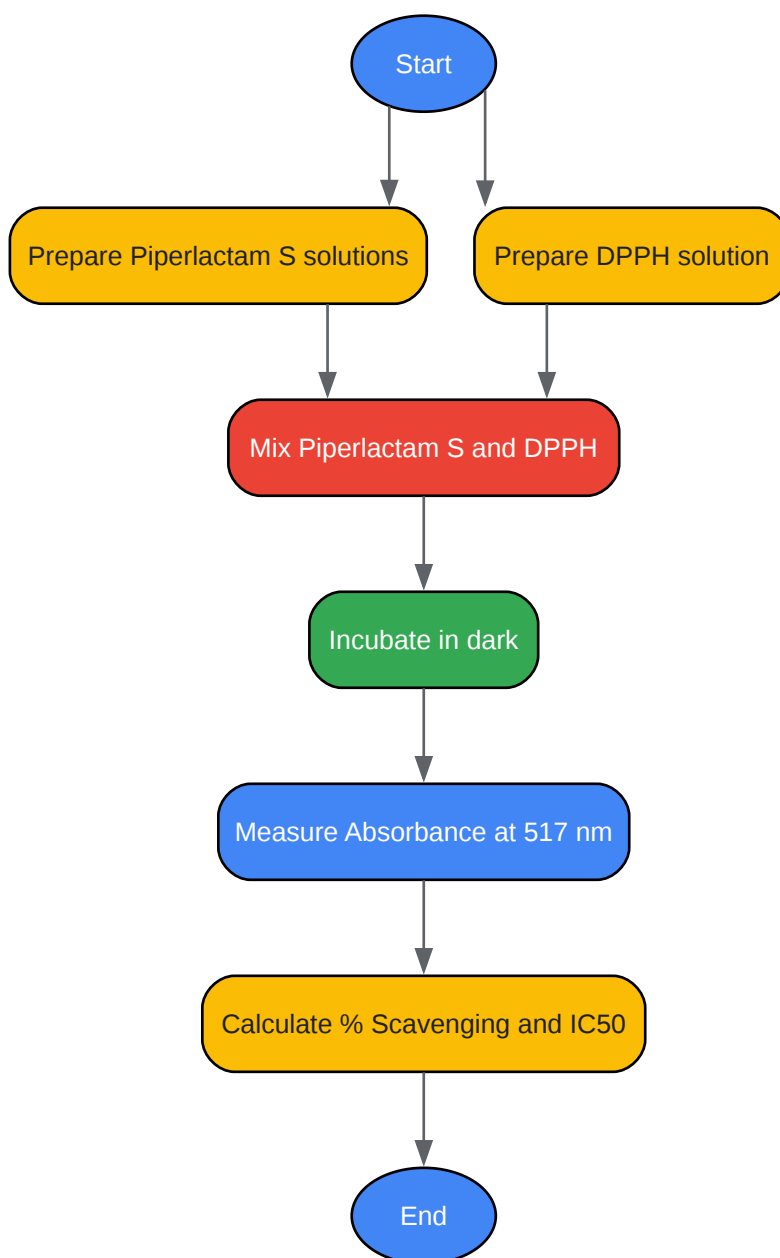 Start
Prepare Piperlactam S solutions
Prepare DPPH solution
Mix Piperlactam S and DPPH
Incubate in dark
Measure Absorbance at 517 nm
Calculate % Scavenging and IC50
End